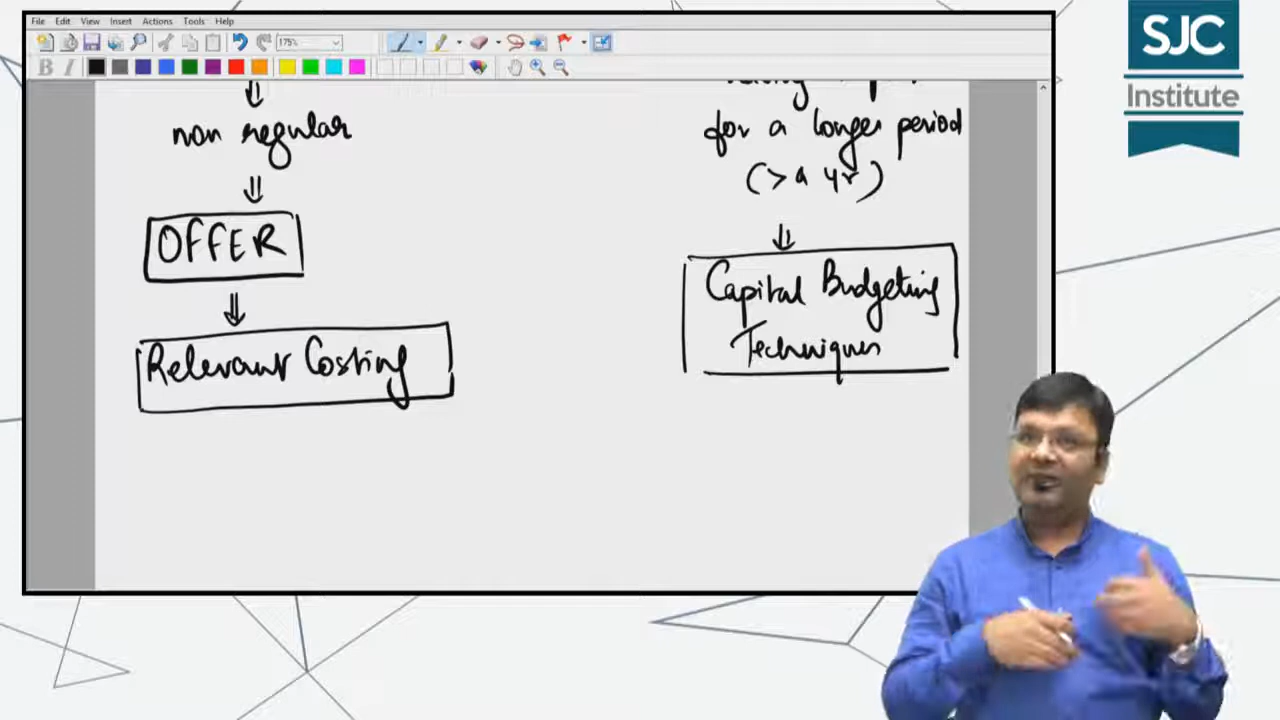 File Edit View Insert Actions Tools Help
175%
B I
non regular
OFFER
Relevant Costing
for a longer period
(> a yr)
Capital Budgeting
Techniques
SJC
Institute